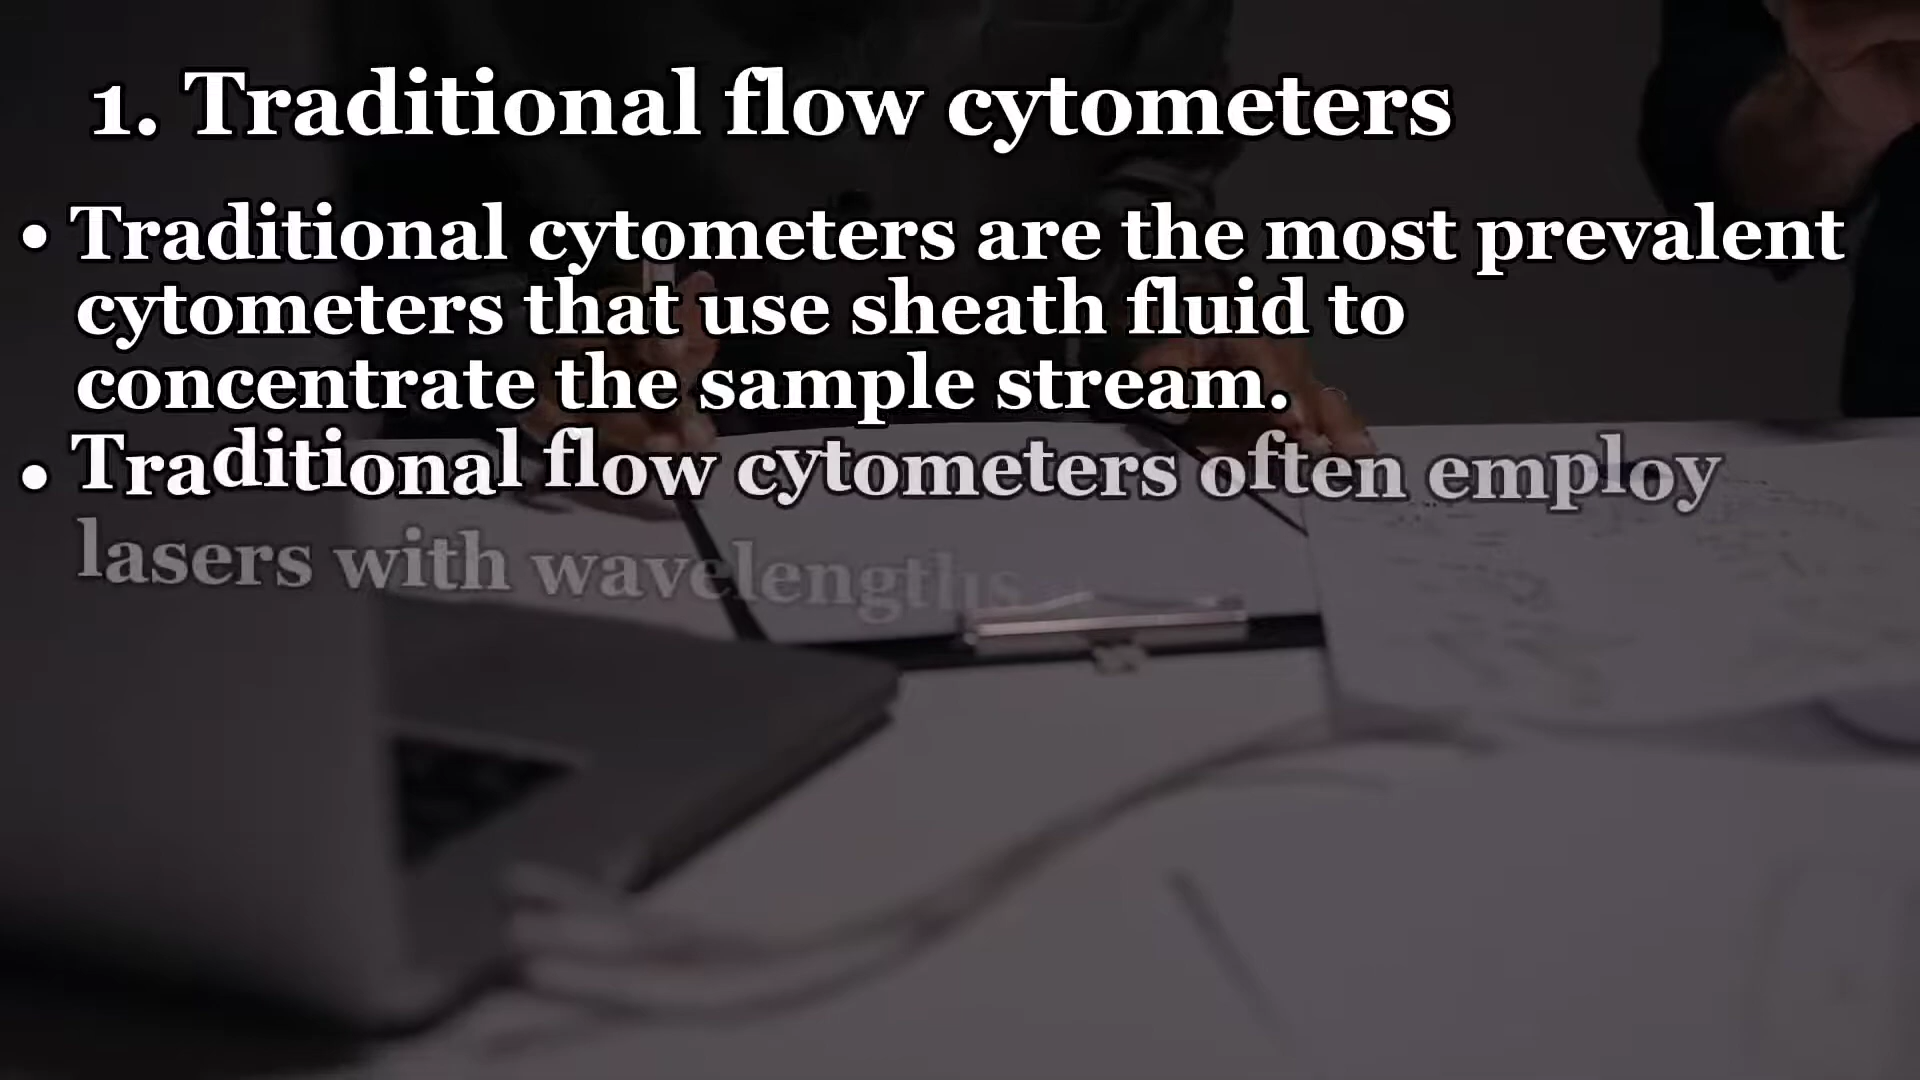 1. Traditional flow cytometers
• Traditional cytometers are the most prevalent
cytometers that use sheath fluid to
concentrate the sample stream.
• Traditional flow cytometers often employ
lasers with wavelengths